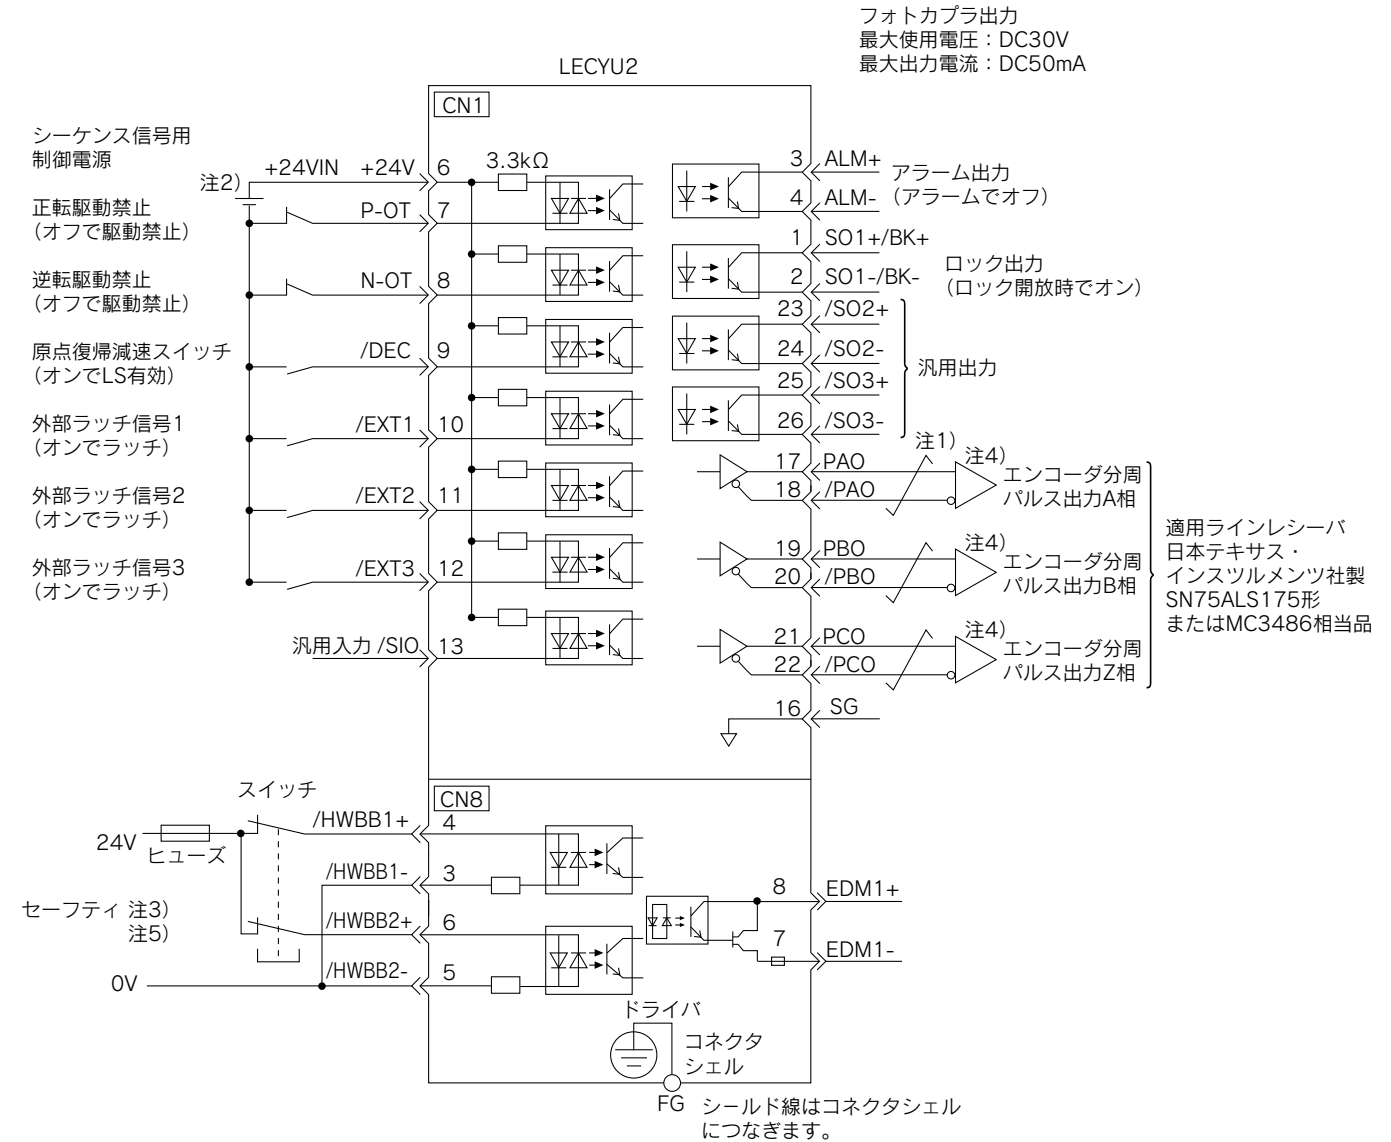 フォトカプラ出力
最大使用電圧：DC30V
最大出力電流：DC50mA
LECYU2
CN1
シーケンス信号用
制御電源
注2)
+24VIN
+24V
6
3.3kΩ
正転駆動禁止
(オフで駆動禁止)
P-OT
7
逆転駆動禁止
(オフで駆動禁止)
N-OT
8
原点復帰減速スイッチ
(オンでLS有効)
/DEC
9
外部ラッチ信号1
(オンでラッチ)
/EXT1
10
外部ラッチ信号2
(オンでラッチ)
/EXT2
11
外部ラッチ信号3
(オンでラッチ)
/EXT3
12
汎用入力 /SIO
13
3
ALM+
4
ALM-
アラーム出力
(アラームでオフ)
1
SO1+/BK+
2
SO1-/BK-
ロック出力
(ロック開放時でオン)
23
/SO2+
24
/SO2-
25
/SO3+
26
/SO3-
汎用出力
17
PAO
18
/PAO
注1)
注4)
エンコーダ分周
パルス出力A相
19
PBO
20
/PBO
注4)
エンコーダ分周
パルス出力B相
21
PCO
22
/PCO
注4)
エンコーダ分周
パルス出力Z相
適用ラインレシーバ
日本テキサス・
インスツルメンツ社製
SN75ALS175形
またはMC3486相当品
16
SG
CN8
スイッチ
24V
ヒューズ
/HWBB1+
4
/HWBB1-
3
セーフティ 注3)
注5)
/HWBB2+
6
/HWBB2-
5
0V
8
EDM1+
7
EDM1-
ドライバ
コネクタ
シェル
FG
シールド線はコネクタシェル
につなぎます。